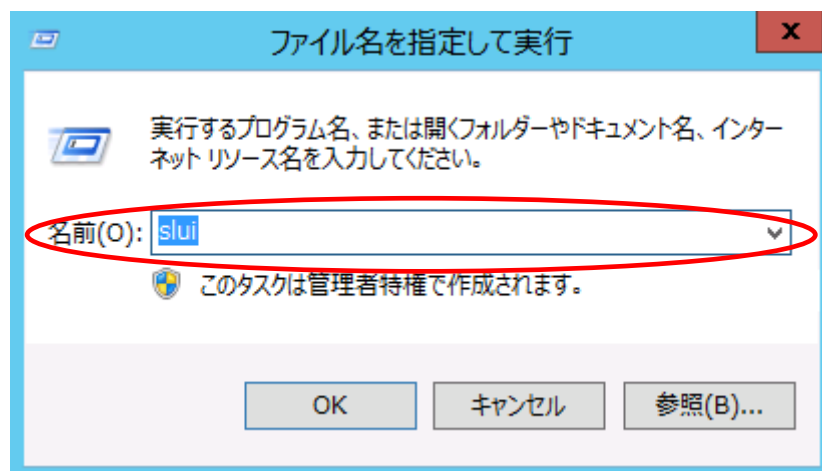 ファイル名を指定して実行
x
実行するプログラム名、または開くフォルダーやドキュメント名、インター
ネット リソース名を入力してください。
名前(O): slui
このタスクは管理者特権で作成されます。
OK キャンセル 参照(B)...